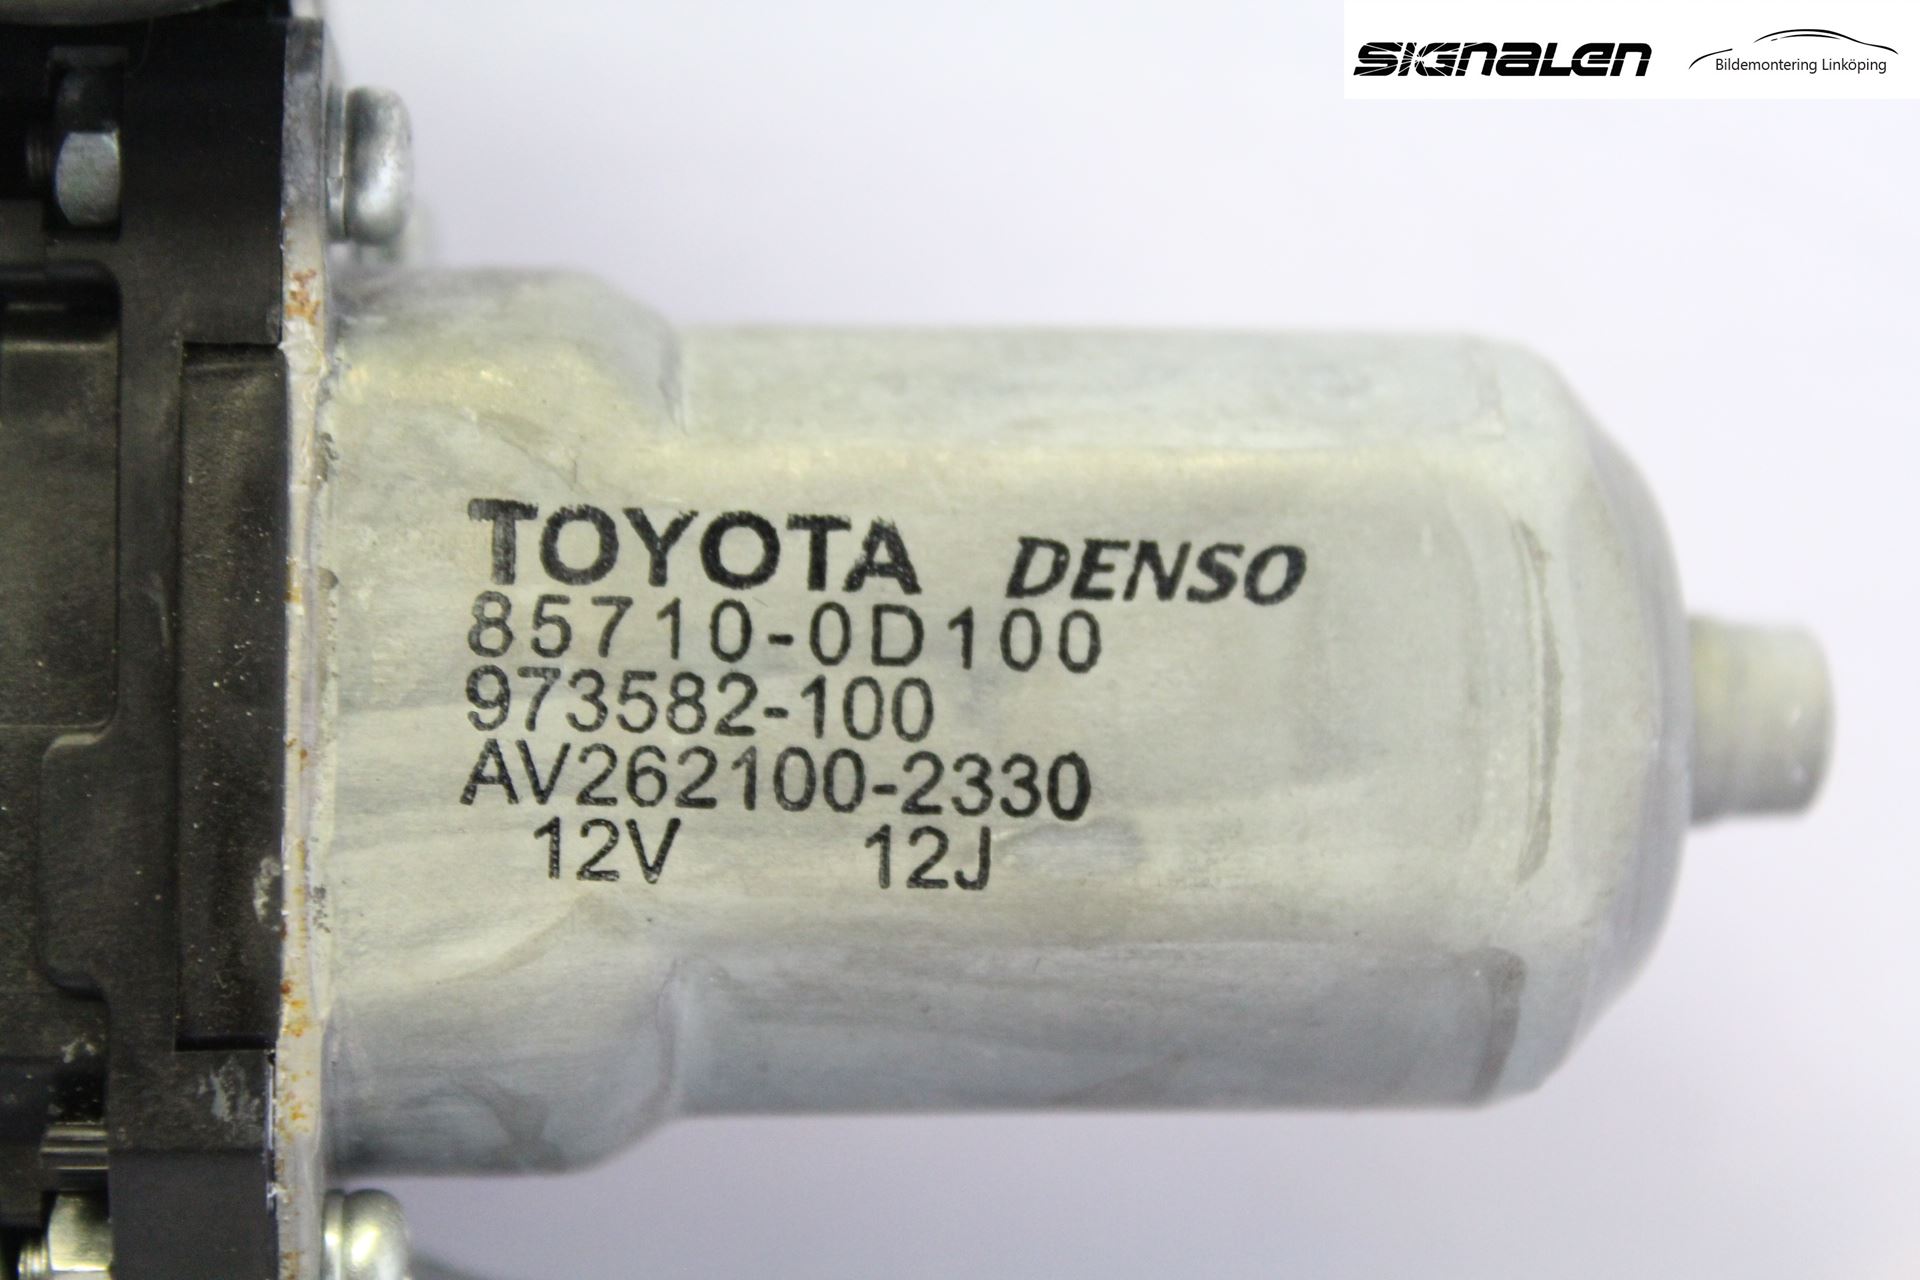 SIGNALEN
Bildemontering Linköping
TOYOTA DENSO
85710-0D100
973582-100
AV262100-2330
12V 12J